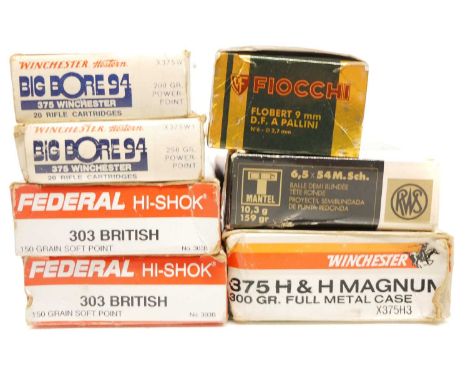 WINCHESTER Western X375W
BIG BORE 94
375 WINCHESTER
20 RIFLE CARTRIDGES
200 GR.
POWER
POINT
WINCHESTER Western X375W1
BIG BORE 94
375 WINCHESTER
20 RIFLE CARTRIDGES
250 GR.
POWER
POINT
FEDERAL HI-SHOK
303 BRITISH
150 GRAIN SOFT POINT No. 303B
FEDERAL HI-SHOK
303 BRITISH
150 GRAIN SOFT POINT No. 303B
FIOCCHI
FLOBERT 9 mm
D.F. A PALLINI
N°6 - Ø 2,7 mm
T
MANTEL
10,3 g
159 gr
6,5 x 54 M. Sch.
BALLE DEMI BLINDÉE
TÊTE RONDE
PROYECTIL SEMIBLINDADA
DE PUNTA REDONDA
RWS
WINCHESTER
375 H & H MAGNUM
300 GR. FULL METAL CASE
X375H3